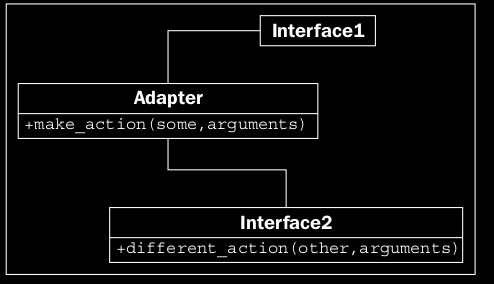 Interface1
Adapter
+make_action(some,arguments)
Interface2
+different_action(other,arguments)